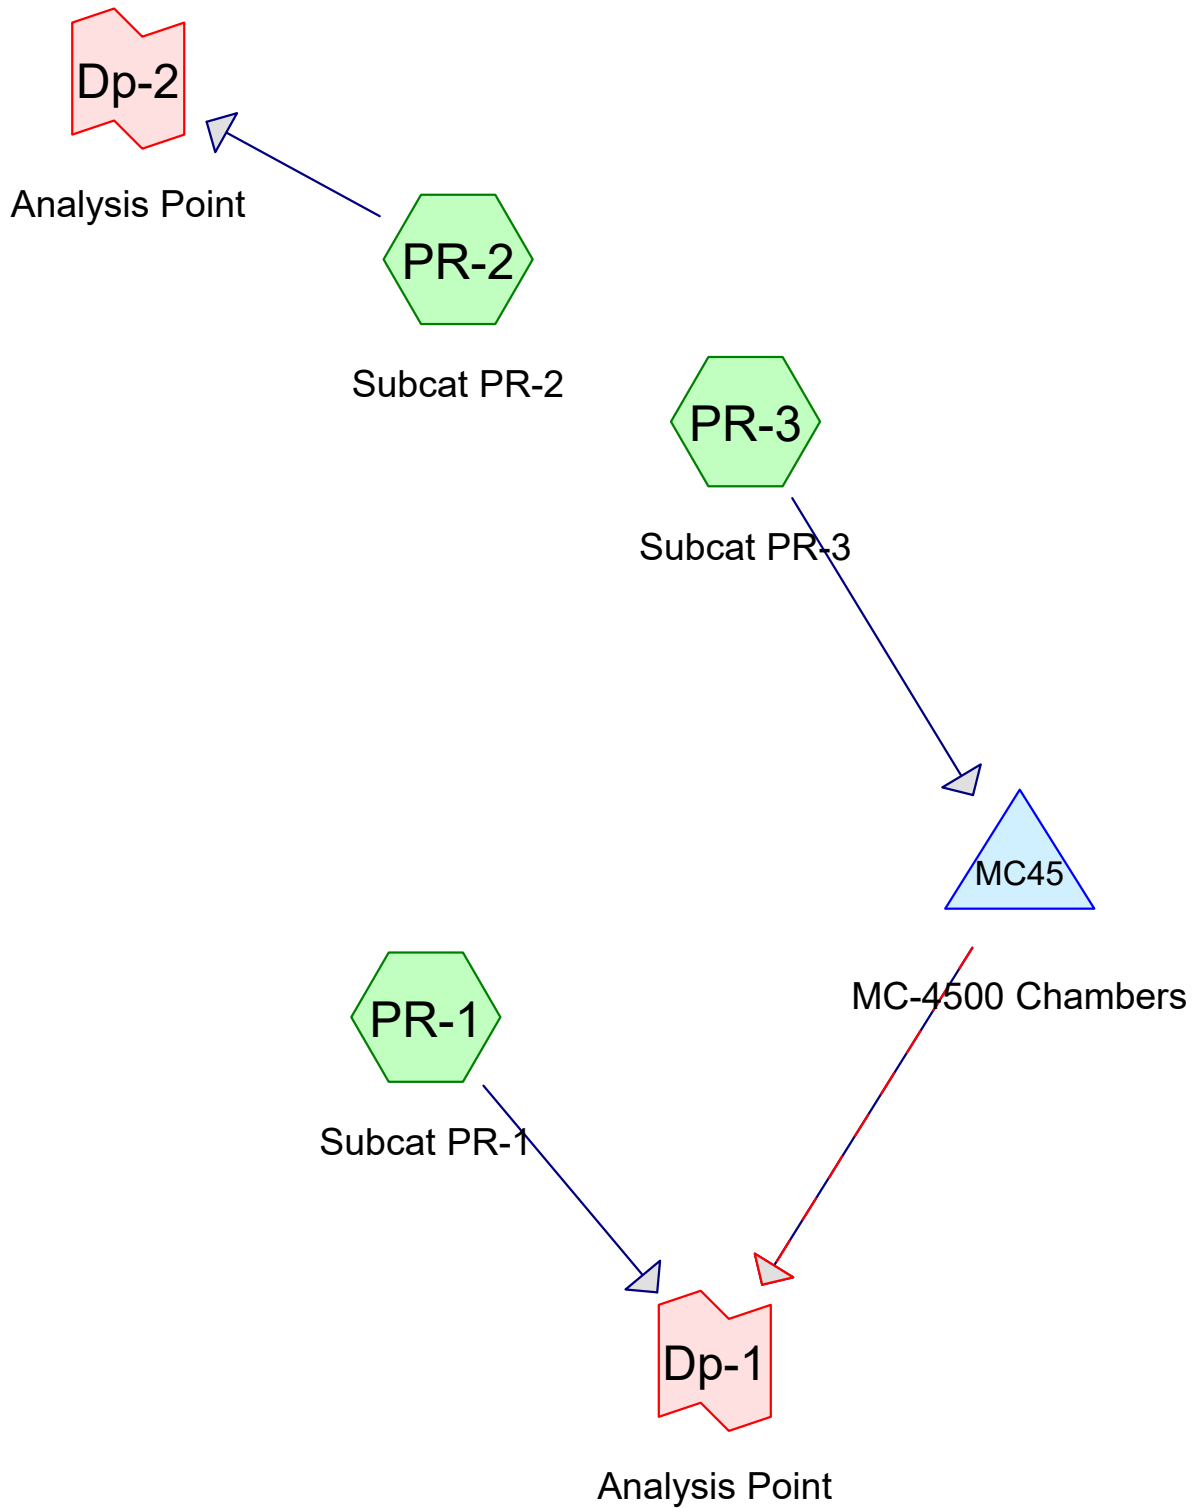 Dp-2
Analysis Point
PR-2
Subcat PR-2
PR-3
Subcat PR-3
MC45
MC-4500 Chambers
PR-1
Subcat PR-1
Dp-1
Analysis Point